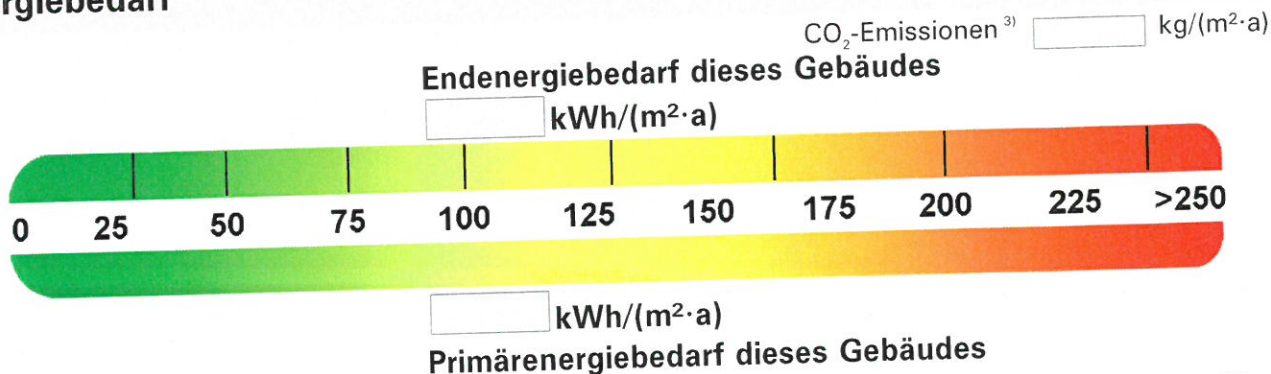 rgiebedarf
CO₂-Emissionen ³⁾ kg/(m²·a)
Endenergiebedarf dieses Gebäudes
kWh/(m²·a)
0 25 50 75 100 125 150 175 200 225 >250
kWh/(m²·a)
Primärenergiebedarf dieses Gebäudes